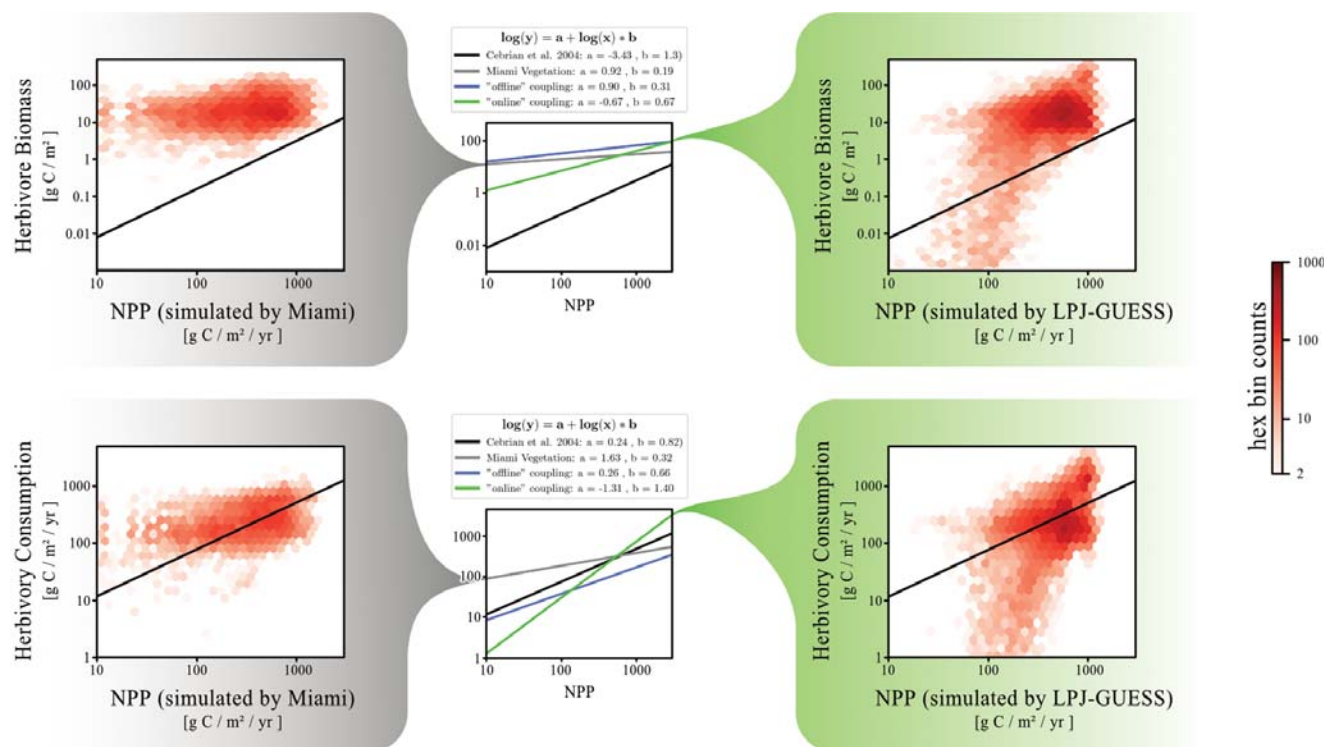 Herbivore Biomass
[g C / m²]
100
10
1
0.1
0.01
10
100
1000
NPP (simulated by Miami)
[g C / m² / yr]
log(y) = a + log(x) * b
Cebrian et al. 2004: a = -3.43 , b = 1.3)
Miami Vegetation: a = 0.92 , b = 0.19
"offline" coupling: a = 0.90 , b = 0.31
"online" coupling: a = -0.67 , b = 0.67
100
1
0.01
10
100
1000
NPP
Herbivore Biomass
[g C / m²]
100
10
1
0.1
0.01
10
100
1000
NPP (simulated by LPJ-GUESS)
[g C / m² / yr]
hex bin counts
1000
100
10
2
Herbivory Consumption
[g C / m² / yr]
1000
100
10
1
10
100
1000
NPP (simulated by Miami)
[g C / m² / yr]
log(y) = a + log(x) * b
Cebrian et al. 2004: a = 0.24 , b = 0.82)
Miami Vegetation: a = 1.63 , b = 0.32
"offline" coupling: a = 0.26 , b = 0.66
"online" coupling: a = -1.31 , b = 1.40
1000
100
10
1
10
100
1000
NPP
Herbivory Consumption
[g C / m² / yr]
1000
100
10
1
10
100
1000
NPP (simulated by LPJ-GUESS)
[g C / m² / yr]